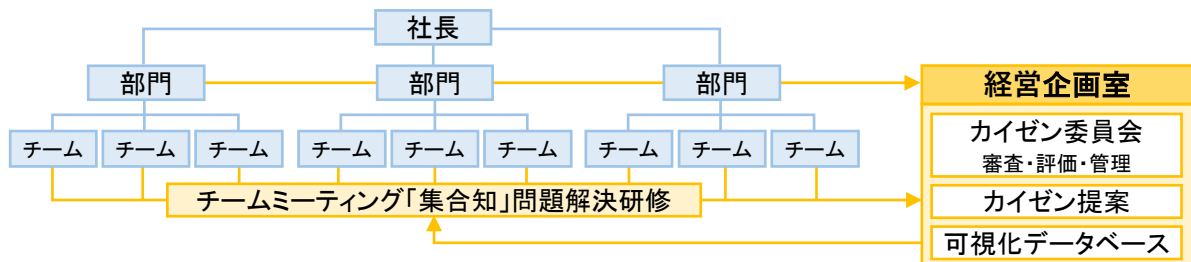 社長
部門
部門
部門
経営企画室
チーム
チーム
チーム
チーム
チーム
チーム
チーム
チーム
チーム
カイゼン委員会
審査・評価・管理
チームミーティング「集合知」問題解決研修
カイゼン提案
可視化データベース